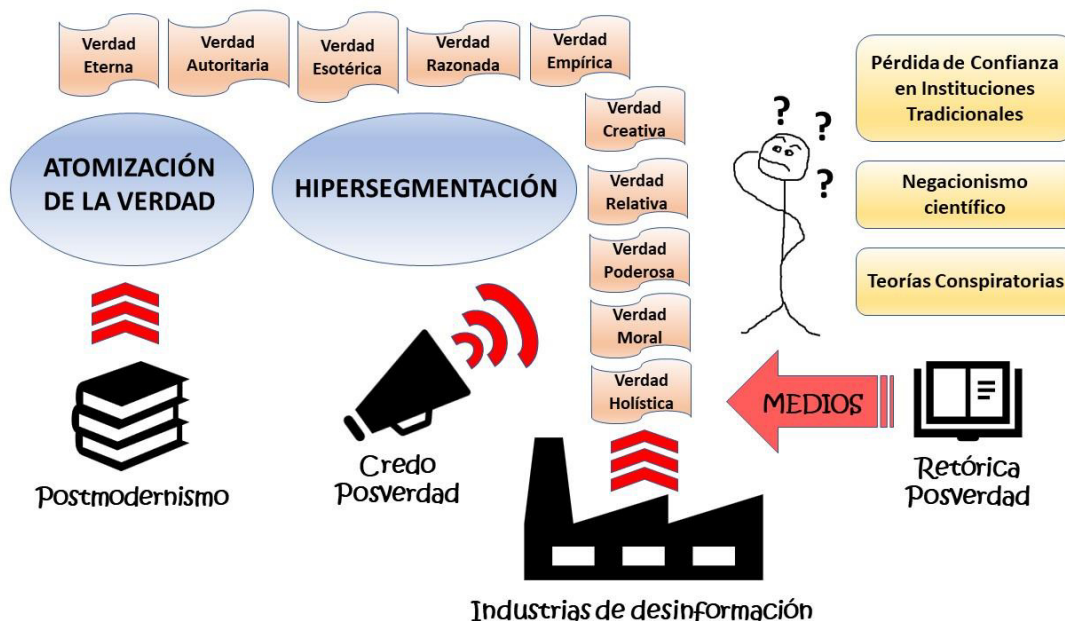 Verdad
Eterna
Verdad
Autoritaria
Verdad
Esotérica
Verdad
Razonada
Verdad
Empírica
Verdad
Creativa
Verdad
Relativa
Verdad
Poderosa
Verdad
Moral
Verdad
Holística
ATOMIZACIÓN
DE LA VERDAD
HIPERSEGMENTACIÓN
?
?
?
Pérdida de Confianza
en Instituciones
Tradicionales
Negacionismo
científico
Teorías Conspiratorias
Postmodernismo
Credo
Posverdad
MEDIOS
Retórica
Posverdad
Industrias de desinformación